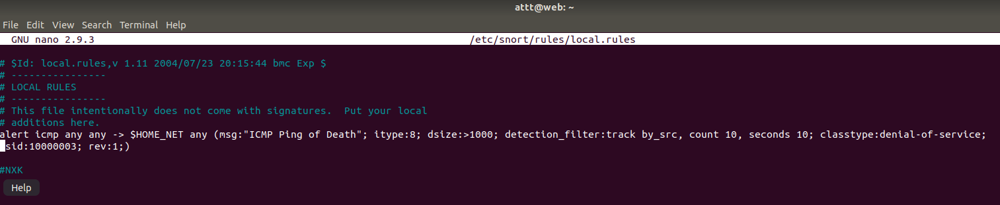 attt@web: ~
File Edit View Search Terminal Help
GNU nano 2.9.3 /etc/snort/rules/local.rules
# $Id: local.rules,v 1.11 2004/07/23 20:15:44 bmc Exp $
# ----------------
# LOCAL RULES
# ----------------
# This file intentionally does not come with signatures.  Put your local
# additions here.
alert icmp any any -> $HOME_NET any (msg:"ICMP Ping of Death"; itype:8; dsize:>1000; detection_filter:track by_src, count 10, seconds 10; classtype:denial-of-service;
sid:10000003; rev:1;)
#NXK
Help